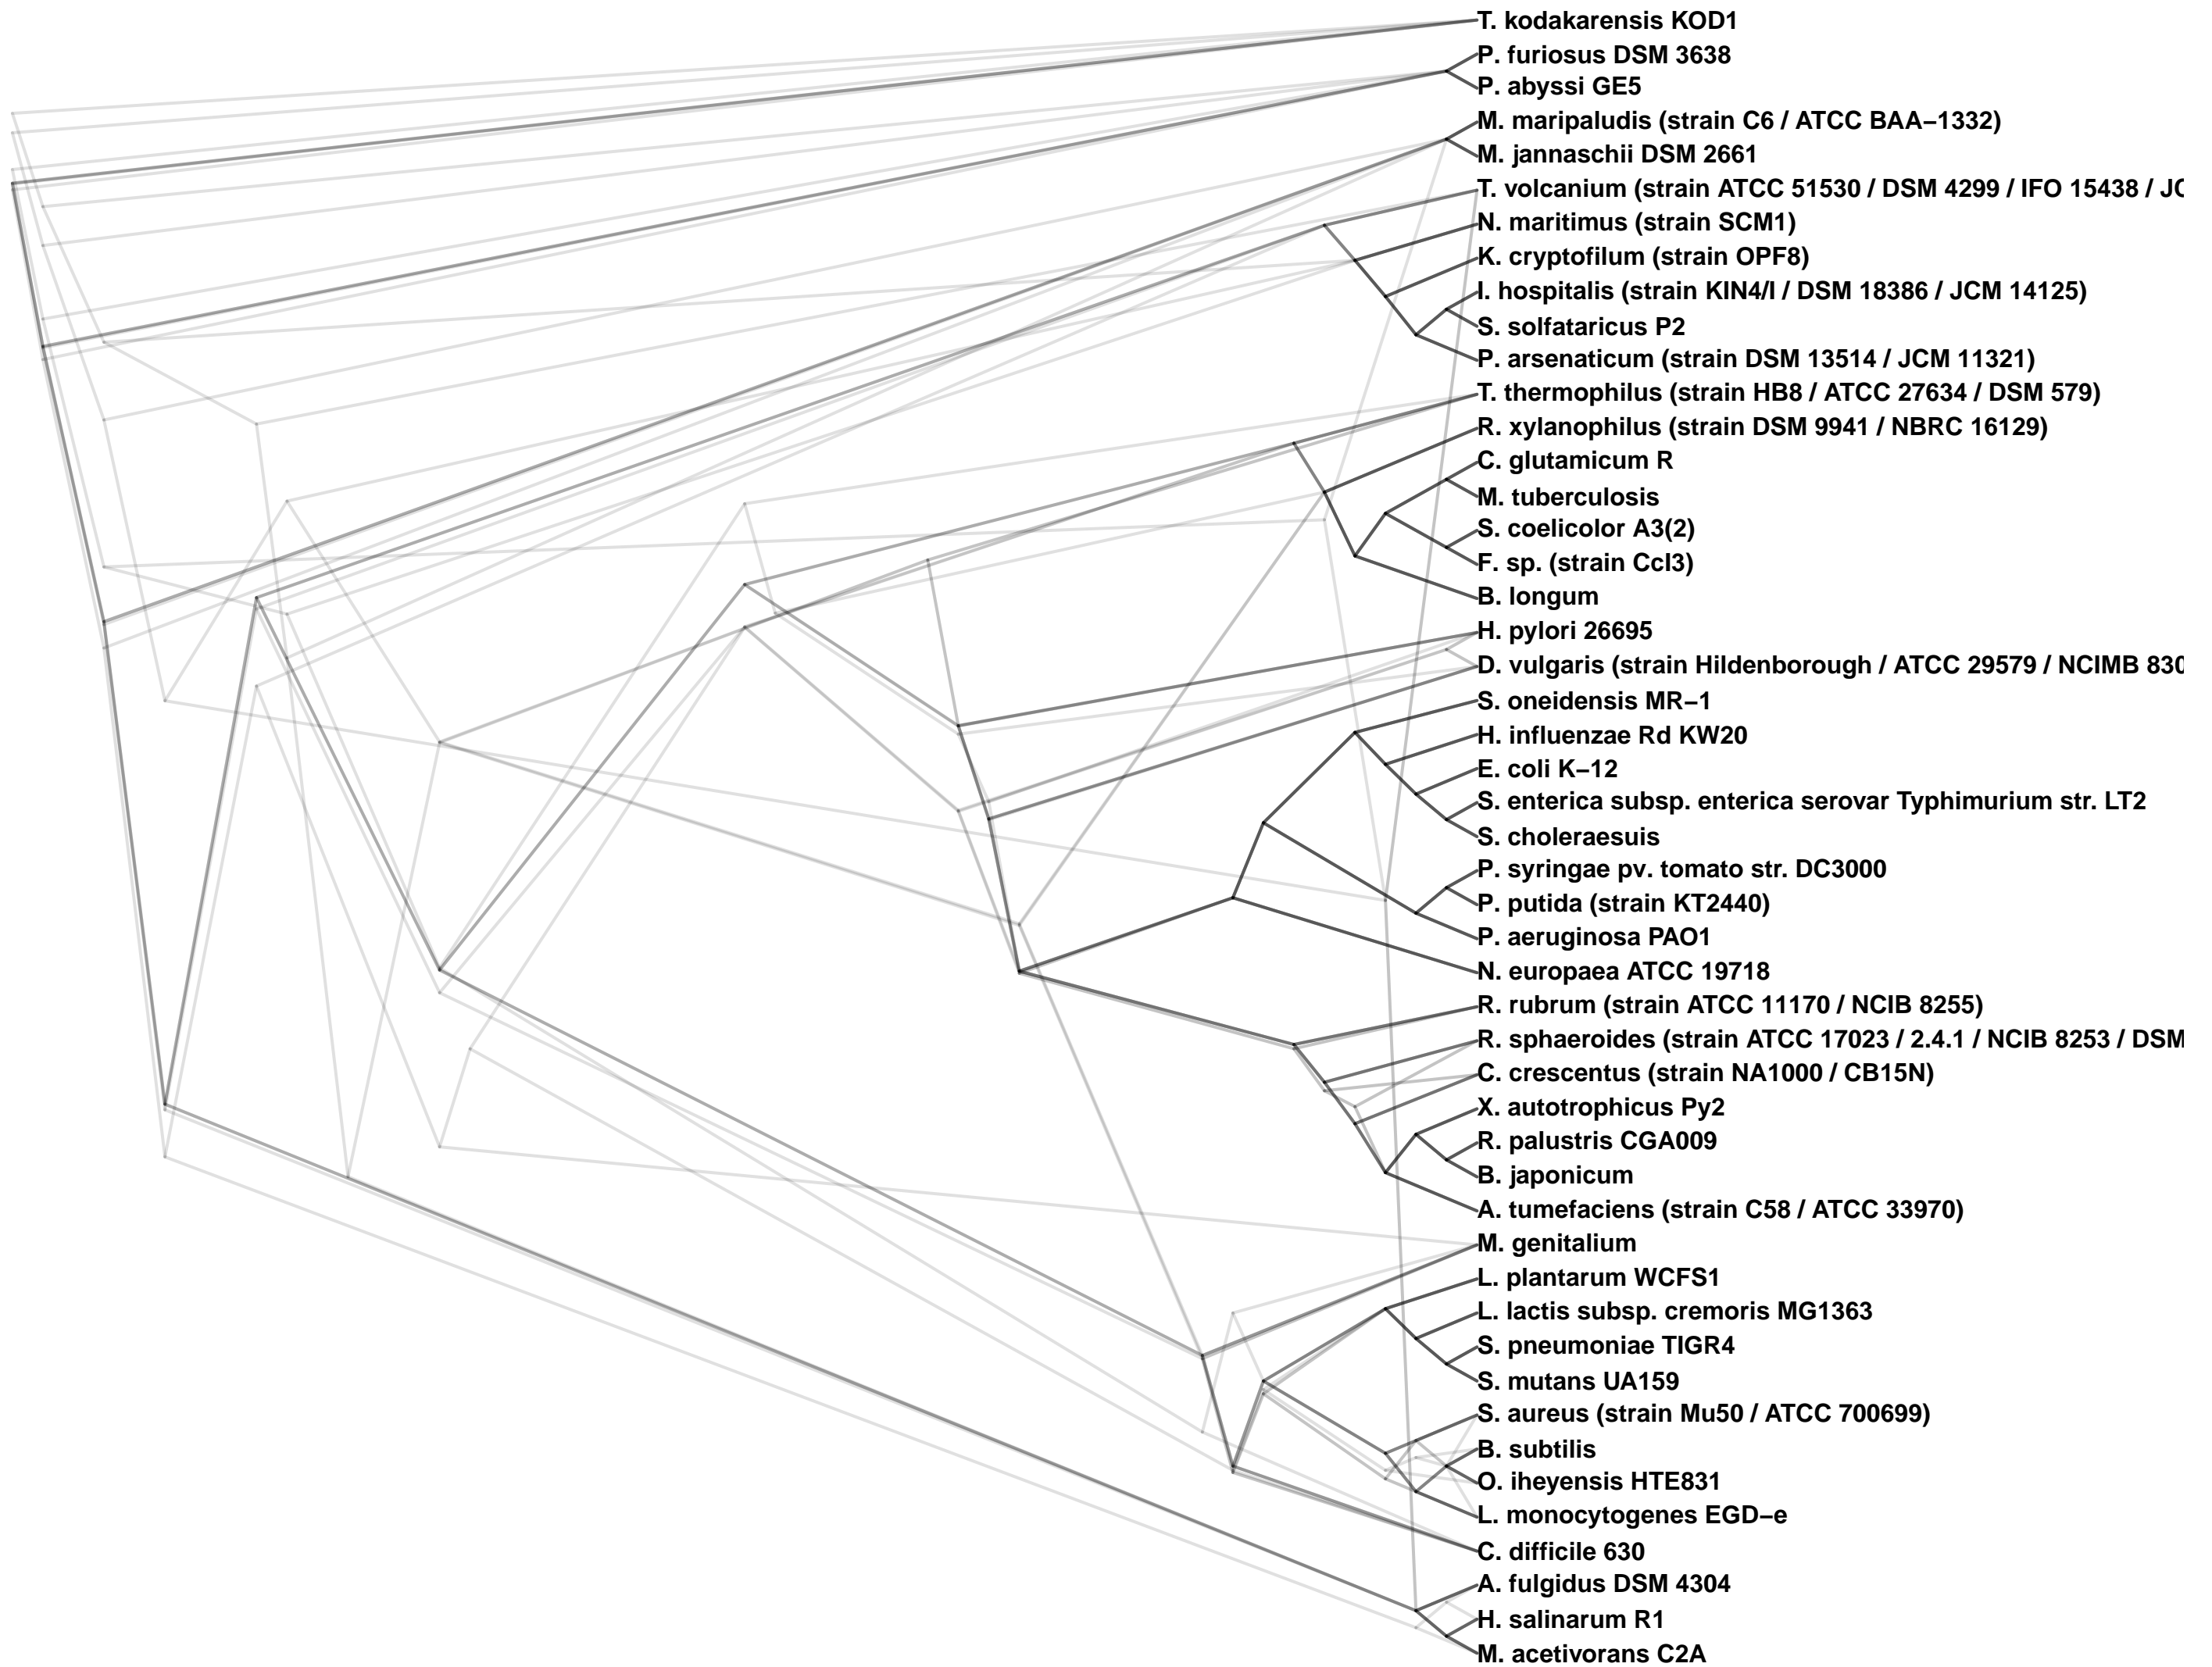 T. kodakarensis KOD1
P. furiosus DSM 3638
P. abyssi GE5
M. maripaludis (strain C6 / ATCC BAA−1332)
M. jannaschii DSM 2661
T. volcanium (strain ATCC 51530 / DSM 4299 / IFO 15438 / JC
N. maritimus (strain SCM1)
K. cryptofilum (strain OPF8)
I. hospitalis (strain KIN4/I / DSM 18386 / JCM 14125)
S. solfataricus P2
P. arsenaticum (strain DSM 13514 / JCM 11321)
T. thermophilus (strain HB8 / ATCC 27634 / DSM 579)
R. xylanophilus (strain DSM 9941 / NBRC 16129)
C. glutamicum R
M. tuberculosis
S. coelicolor A3(2)
F. sp. (strain CcI3)
B. longum
H. pylori 26695
D. vulgaris (strain Hildenborough / ATCC 29579 / NCIMB 830
S. oneidensis MR−1
H. influenzae Rd KW20
E. coli K−12
S. enterica subsp. enterica serovar Typhimurium str. LT2
S. choleraesuis
P. syringae pv. tomato str. DC3000
P. putida (strain KT2440)
P. aeruginosa PAO1
N. europaea ATCC 19718
R. rubrum (strain ATCC 11170 / NCIB 8255)
R. sphaeroides (strain ATCC 17023 / 2.4.1 / NCIB 8253 / DSM
C. crescentus (strain NA1000 / CB15N)
X. autotrophicus Py2
R. palustris CGA009
B. japonicum
A. tumefaciens (strain C58 / ATCC 33970)
M. genitalium
L. plantarum WCFS1
L. lactis subsp. cremoris MG1363
S. pneumoniae TIGR4
S. mutans UA159
S. aureus (strain Mu50 / ATCC 700699)
B. subtilis
O. iheyensis HTE831
L. monocytogenes EGD−e
C. difficile 630
A. fulgidus DSM 4304
H. salinarum R1
M. acetivorans C2A